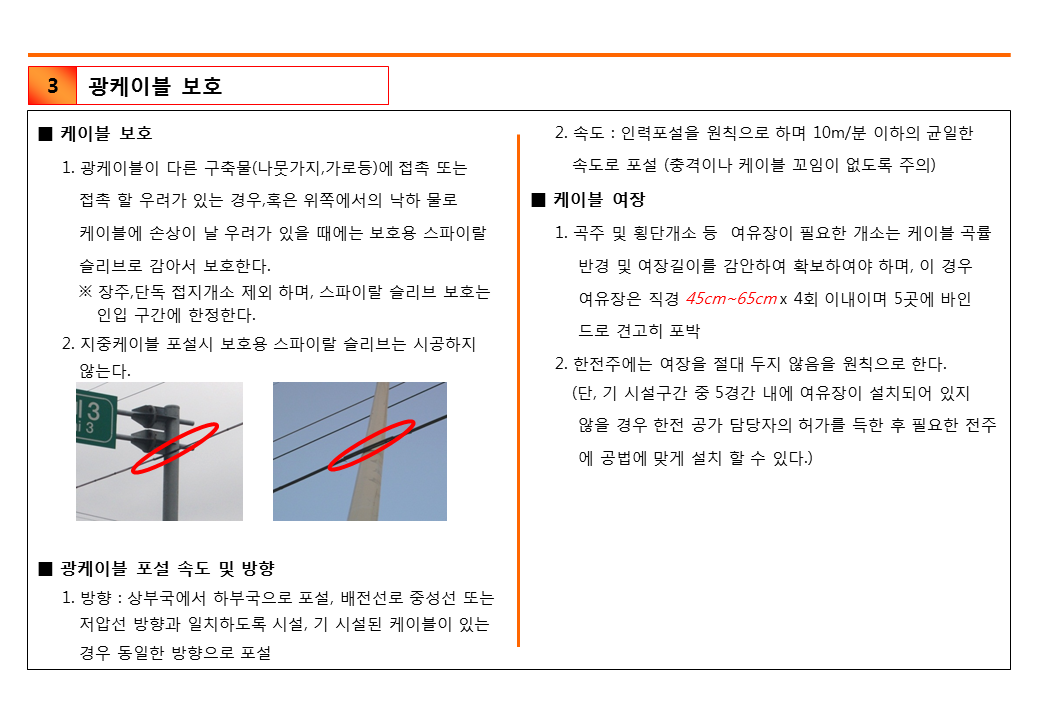 3 광케이블 보호
■ 케이블 보호
1. 광케이블이 다른 구축물(나뭇가지,가로등)에 접촉 또는
접촉 할 우려가 있는 경우,혹은 위쪽에서의 낙하 물로
케이블에 손상이 날 우려가 있을 때에는 보호용 스파이랄
슬리브로 감아서 보호한다.
※ 장주,단독 접지개소 제외 하며, 스파이랄 슬리브 보호는
인입 구간에 한정한다.
2. 지중케이블 포설시 보호용 스파이랄 슬리브는 시공하지
않는다.
3
3
■ 광케이블 포설 속도 및 방향
1. 방향 : 상부국에서 하부국으로 포설, 배전선로 중성선 또는
저압선 방향과 일치하도록 시설, 기 시설된 케이블이 있는
경우 동일한 방향으로 포설
2. 속도 : 인력포설을 원칙으로 하며 10m/분 이하의 균일한
속도로 포설 (충격이나 케이블 꼬임이 없도록 주의)
■ 케이블 여장
1. 곡주 및 횡단개소 등 여유장이 필요한 개소는 케이블 곡률
반경 및 여장길이를 감안하여 확보하여야 하며, 이 경우
여유장은 직경 45cm~65cm x 4회 이내이며 5곳에 바인
드로 견고히 포박
2. 한전주에는 여장을 절대 두지 않음을 원칙으로 한다.
(단, 기 시설구간 중 5경간 내에 여유장이 설치되어 있지
않을 경우 한전 공가 담당자의 허가를 득한 후 필요한 전주
에 공법에 맞게 설치 할 수 있다.)